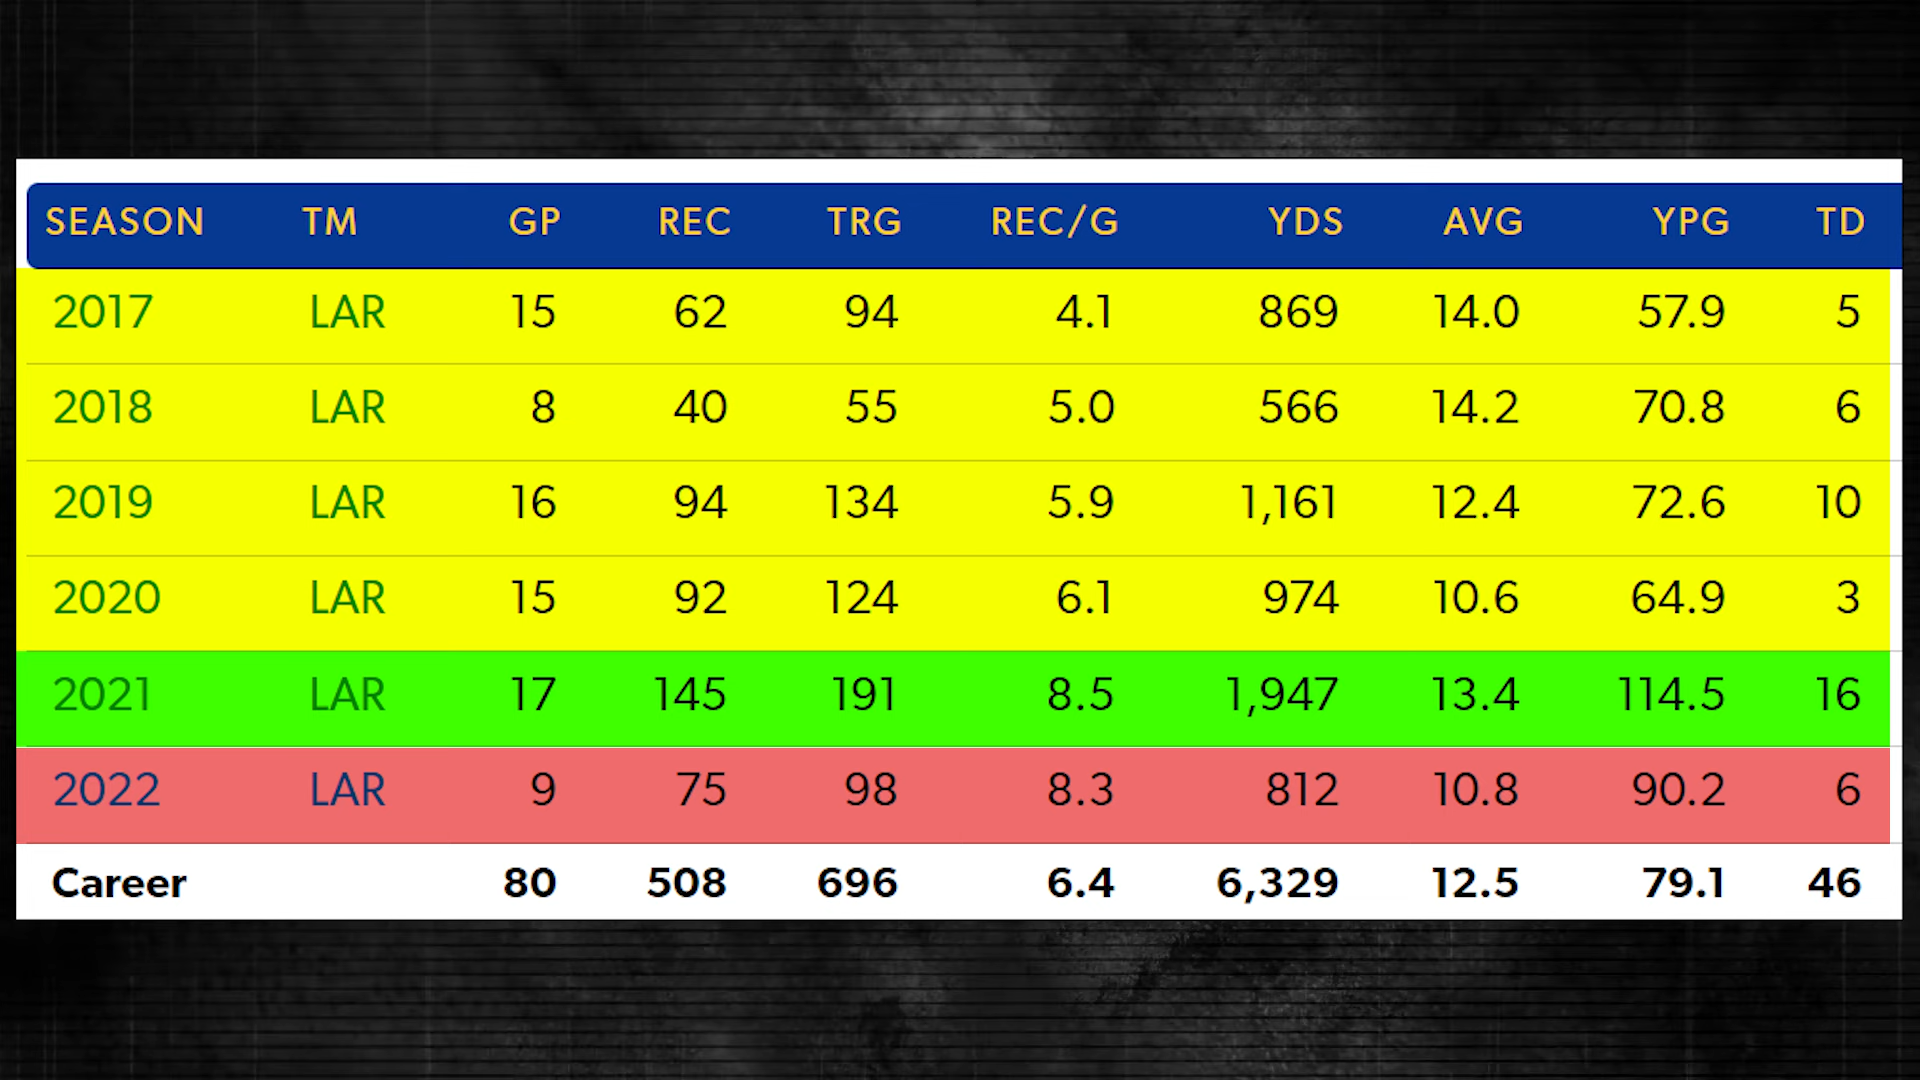 SEASON TM GP REC TRG REC/G YDS AVG YPG TD
2017 LAR 15 62 94 4.1 869 14.0 57.9 5
2018 LAR 8 40 55 5.0 566 14.2 70.8 6
2019 LAR 16 94 134 5.9 1,161 12.4 72.6 10
2020 LAR 15 92 124 6.1 974 10.6 64.9 3
2021 LAR 17 145 191 8.5 1,947 13.4 114.5 16
2022 LAR 9 75 98 8.3 812 10.8 90.2 6
Career 80 508 696 6.4 6,329 12.5 79.1 46